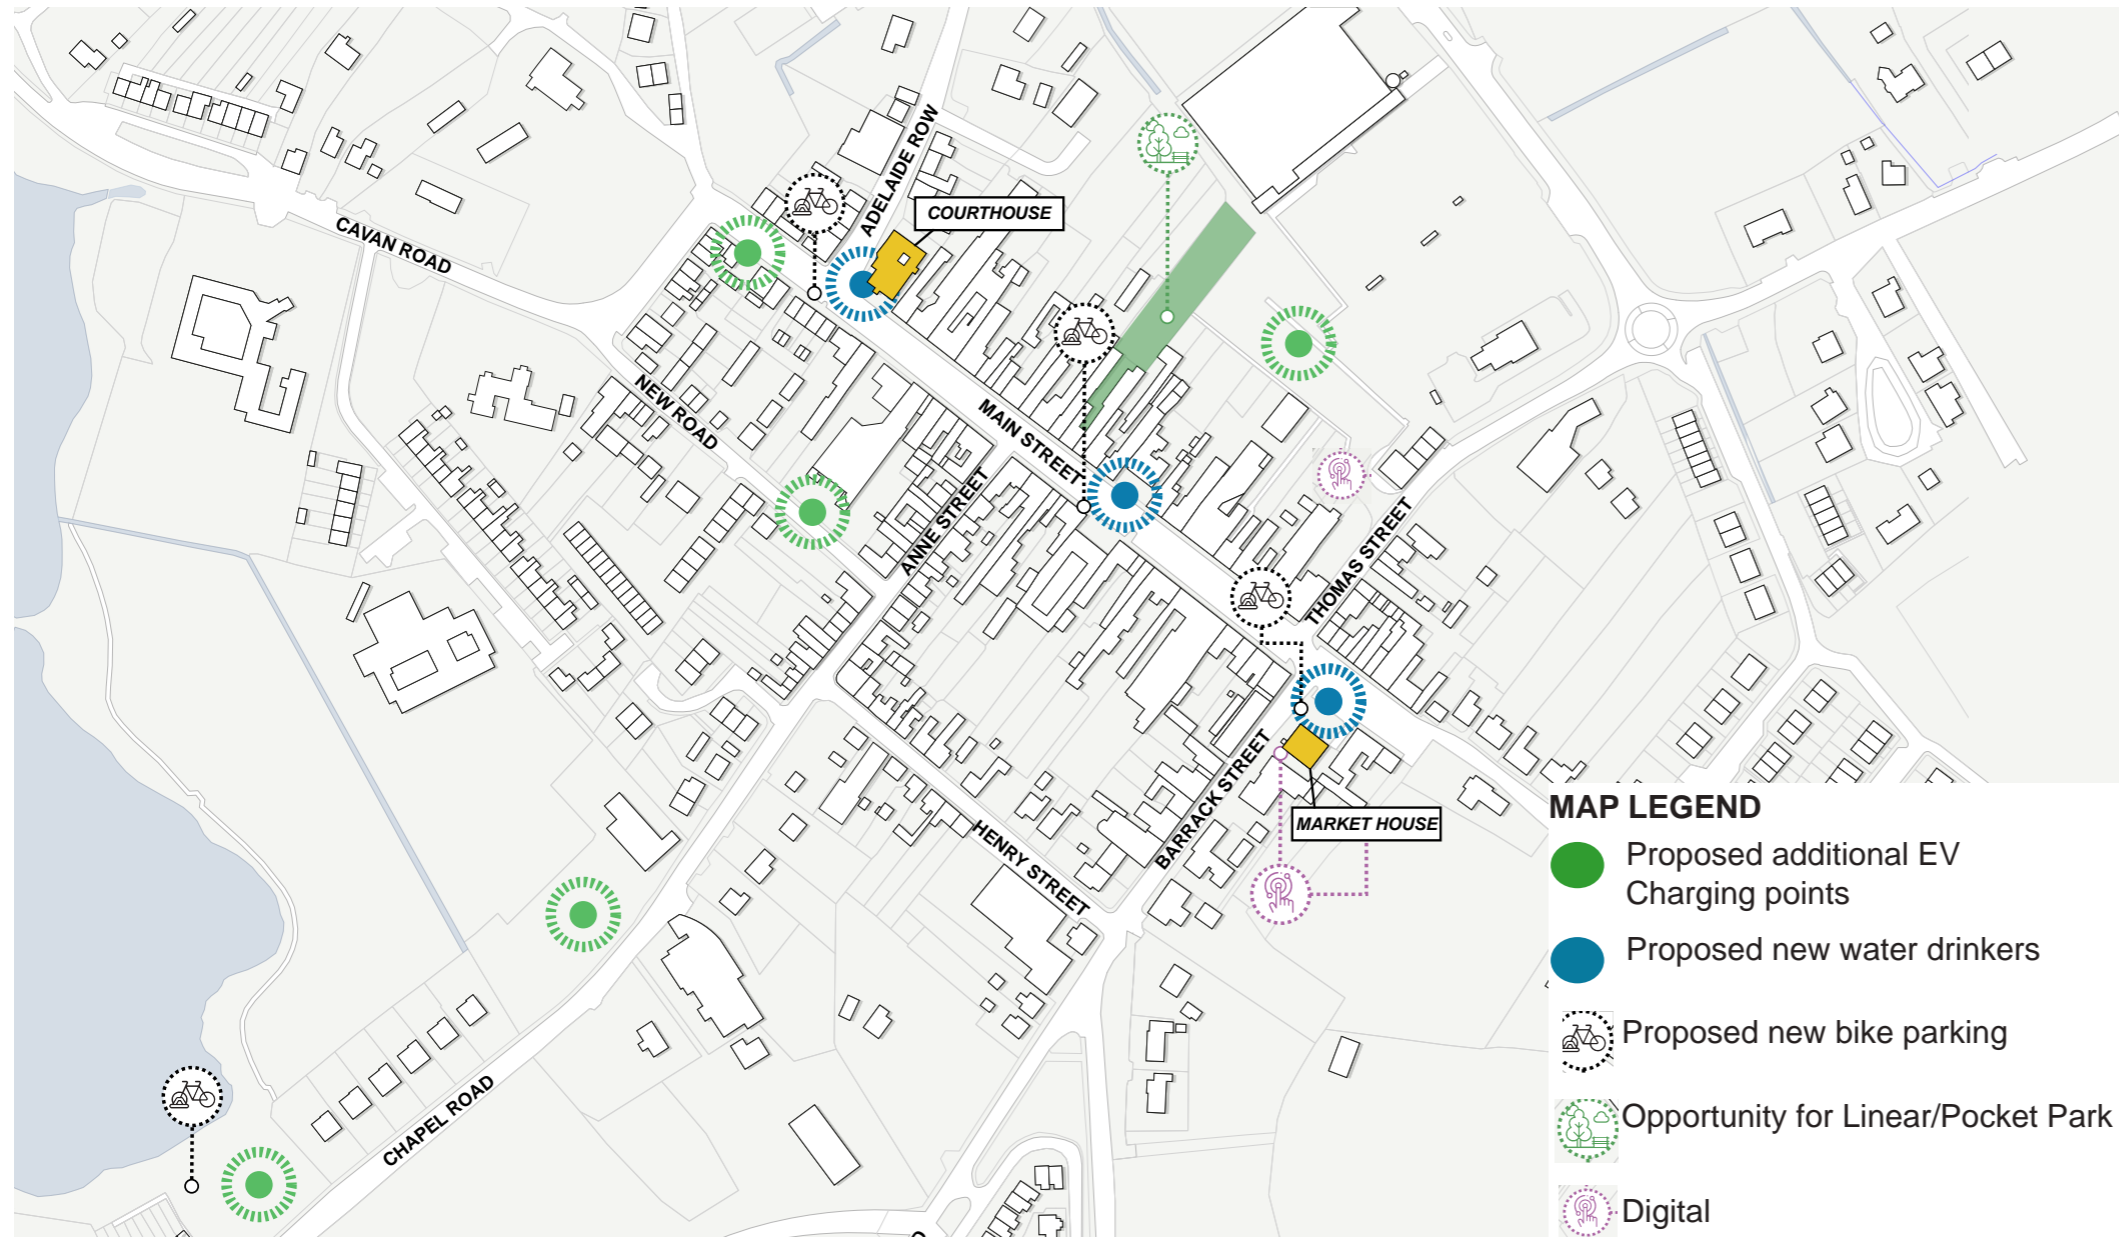 ADELAIDE ROW
COURTHOUSE
CAVAN ROAD
NEW ROAD
MAIN STREET
ANNE STREET
THOMAS STREET
BARRACK STREET
MARKET HOUSE
HENRY STREET
CHAPEL ROAD
MAP LEGEND
Proposed additional EV
Charging points
Proposed new water drinkers
Proposed new bike parking
Opportunity for Linear/Pocket Park
Digital